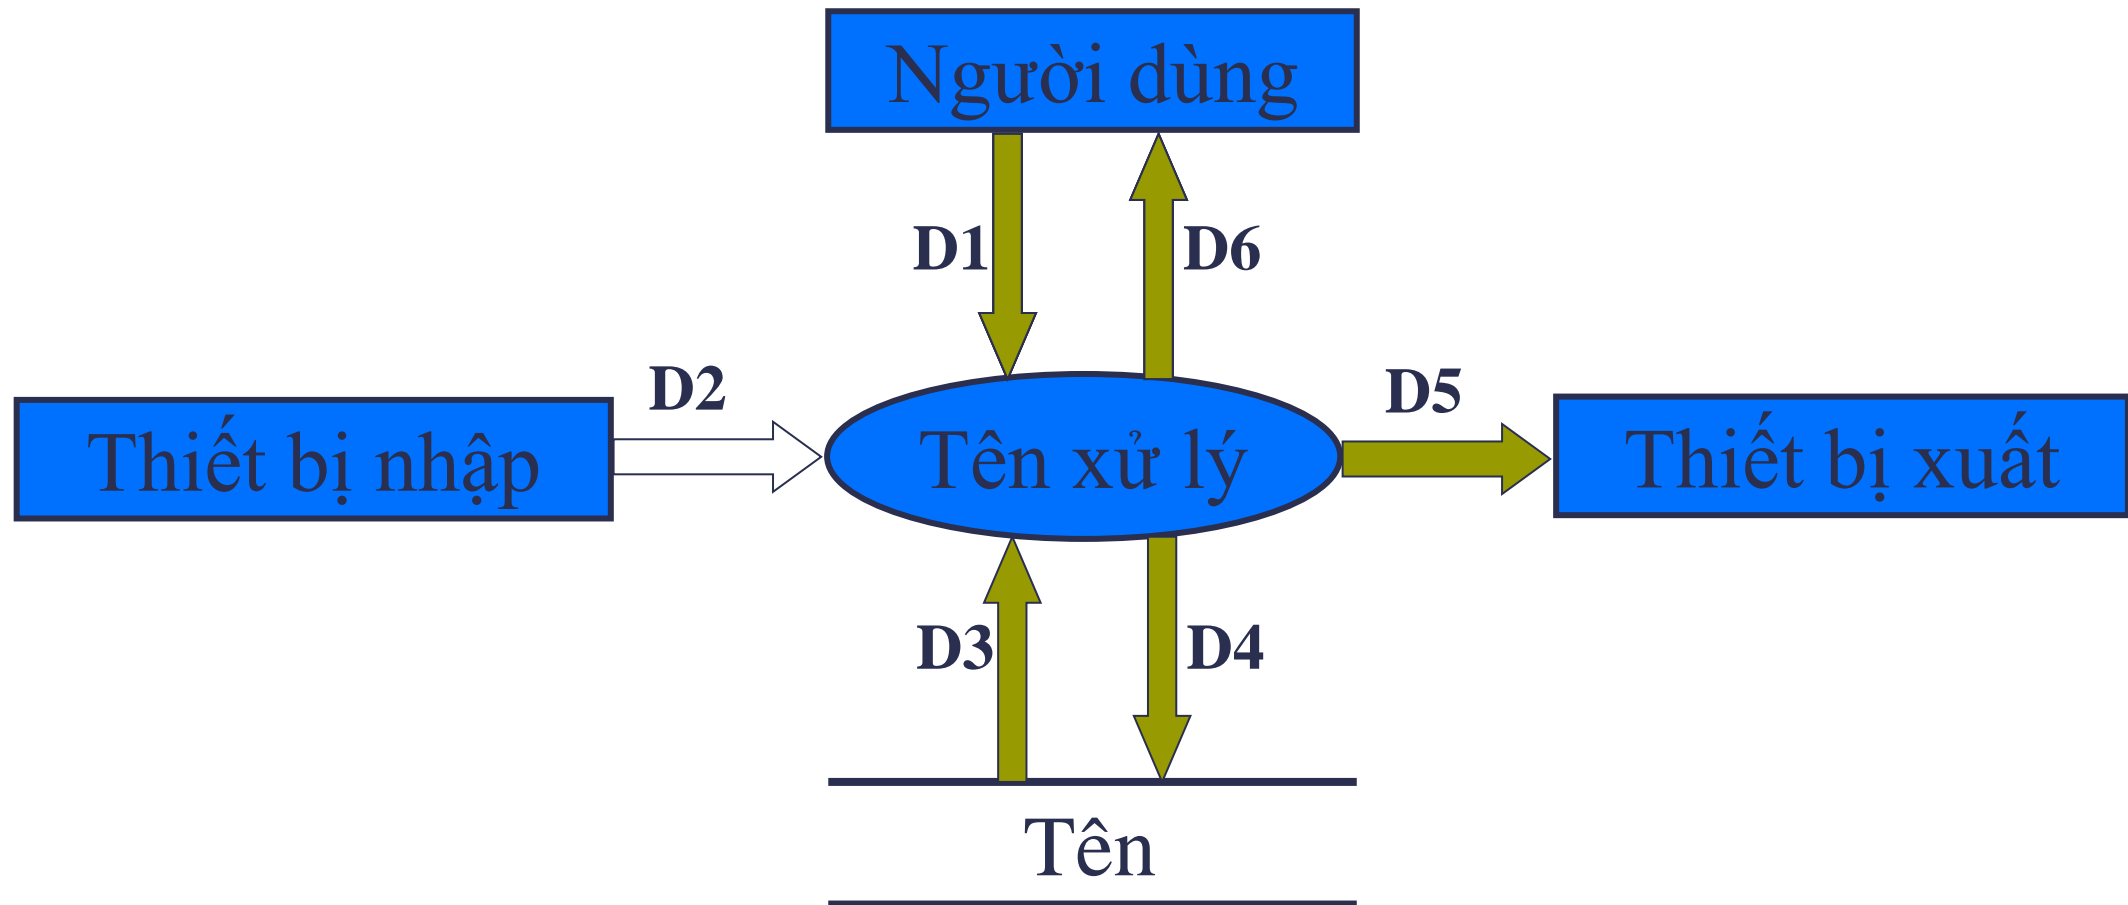 Người dùng
D1
D6
D2
D5
Thiết bị nhập
Tên xử lý
Thiết bị xuất
D3
D4
Tên